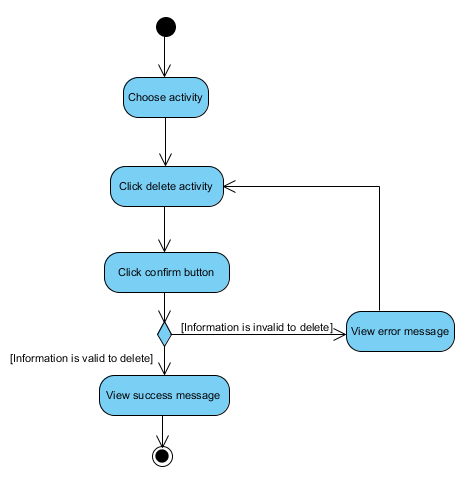 Choose activity
Click delete activity
Click confirm button
[Information is invalid to delete]
View error message
[Information is valid to delete]
View success message